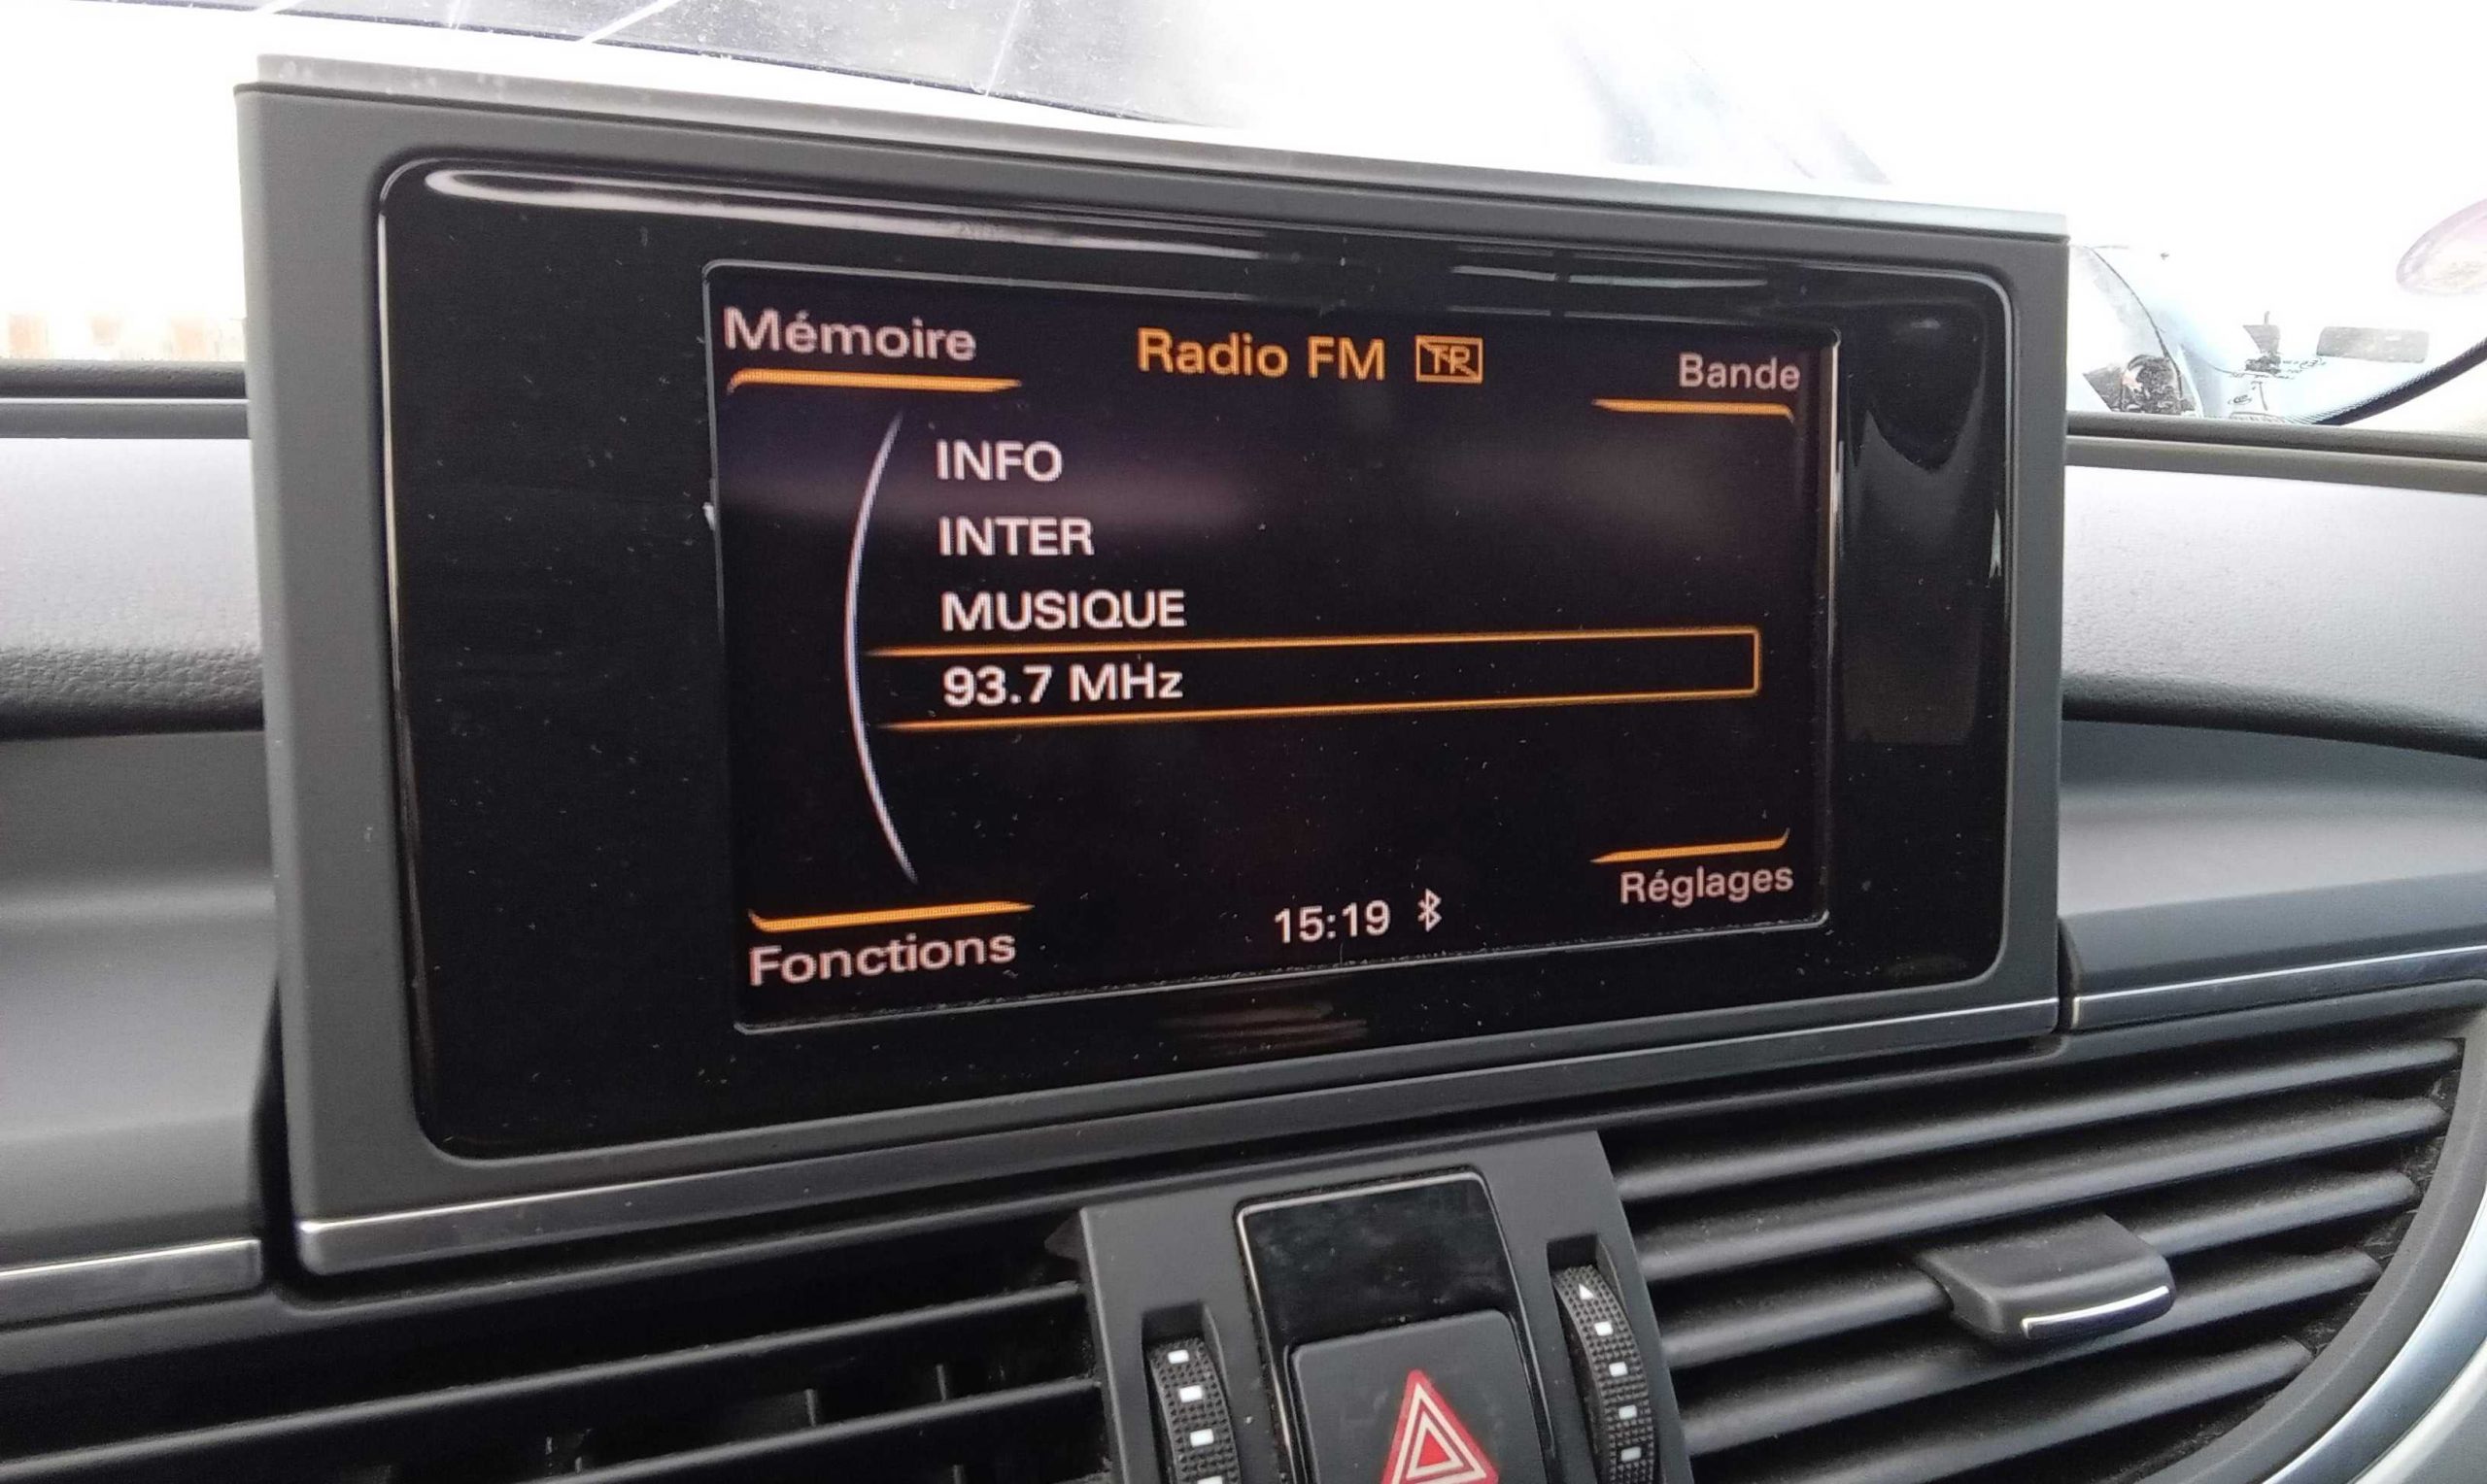 Mémoire
Radio FM TR
Bande
INFO
INTER
MUSIQUE
93.7 MHz
Fonctions
15:19
Réglages